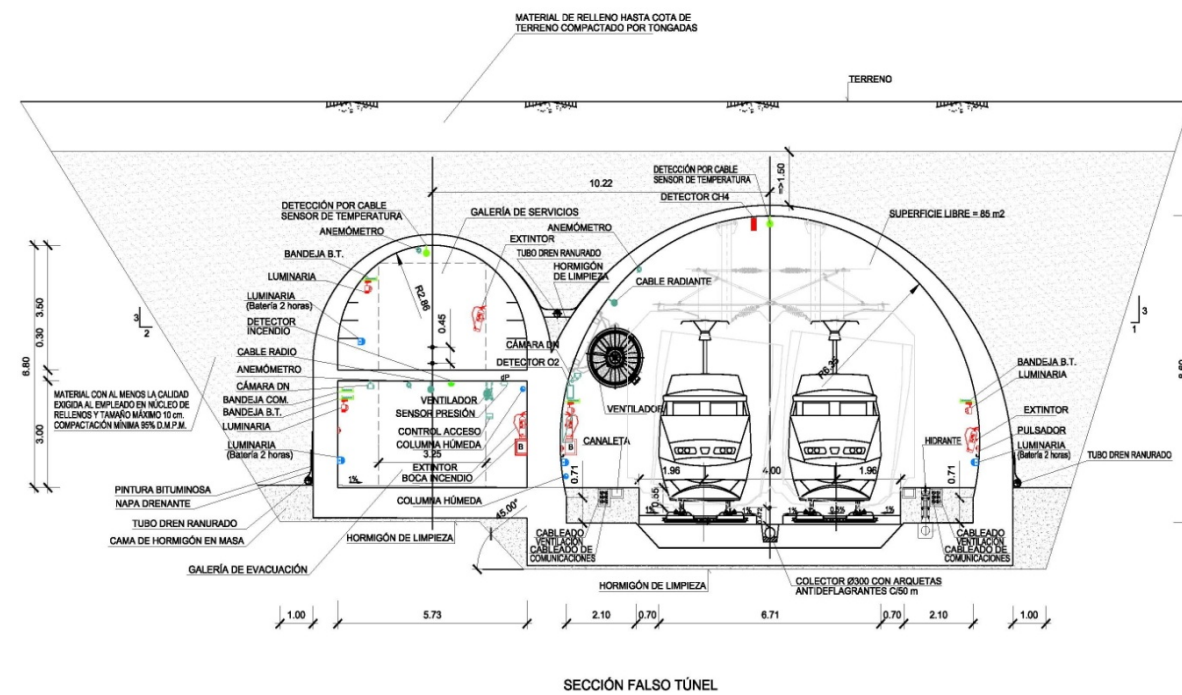 MATERIAL DE RELLENO HASTA COTA DE
TERRENO COMPACTADO POR TONGADAS
TERRENO
10.22
=>1.50
DETECCIÓN POR CABLE
SENSOR DE TEMPERATURA
DETECTOR CH4
SUPERFICIE LIBRE = 85 m2
DETECCIÓN POR CABLE
SENSOR DE TEMPERATURA
ANEMÓMETRO
GALERÍA DE SERVICIOS
EXTINTOR
TUBO DREN RANURADO
HORMIGÓN
DE LIMPIEZA
ANEMÓMETRO
CABLE RADIANTE
BANDEJA B.T.
LUMINARIA
LUMINARIA
(Batería 2 horas)
DETECTOR
INCENDIO
CABLE RADIO
ANEMÓMETRO
CÁMARA DN
BANDEJA COM.
BANDEJA B.T.
LUMINARIA
LUMINARIA
(Batería 2 horas)
R2.86
0.45
3.50
0.30
6.80
3.00
3
2
3
1
MATERIAL CON AL MENOS LA CALIDAD
EXIGIDA AL EMPLEADO EN NÚCLEO DE
RELLENOS Y TAMAÑO MÁXIMO 10 cm.
COMPACTACIÓN MÍNIMA 95% D.M.P.M.
CÁMARA DN
DETECTOR O2
VENTILADOR
VENTILADOR
SENSOR PRESIÓN
CONTROL ACCESO
COLUMNA HÚMEDA
3.25
EXTINTOR
BOCA INCENDIO
COLUMNA HÚMEDA
dP
B
B
CANALETA
HIDRANTE
BANDEJA B.T.
LUMINARIA
EXTINTOR
PULSADOR
LUMINARIA
(Batería 2 horas)
TUBO DREN RANURADO
0.71
1.96
4.00
1.96
0.71
0.55
1%
1%
1%
0.5%
1%
1%
PINTURA BITUMINOSA
NAPA DRENANTE
TUBO DREN RANURADO
CAMA DE HORMIGÓN EN MASA
HORMIGÓN DE LIMPIEZA
45.00°
GALERÍA DE EVACUACIÓN
CABLEADO
VENTILACIÓN
CABLEADO DE
COMUNICACIONES
CABLEADO
VENTILACIÓN
CABLEADO DE
COMUNICACIONES
HORMIGÓN DE LIMPIEZA
COLECTOR Ø300 CON ARQUETAS
ANTIDEFLAGRANTES C/50 m
1.00
5.73
2.10
0.70
6.71
0.70
2.10
1.00
SECCIÓN FALSO TÚNEL